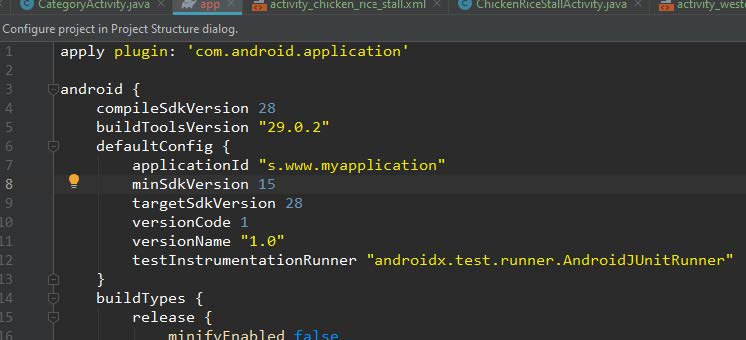 CategoryActivity.java app activity_chicken_rice_stall.xml ChickenRiceStallActivity.java
Configure project in Project Structure dialog.
1 apply plugin: 'com.android.application'
2
3 android {
4 compileSdkVersion 28
5 buildToolsVersion "29.0.2"
6 defaultConfig {
7 applicationId "s.www.myapplication"
8 minSdkVersion 15
9 targetSdkVersion 28
10 versionCode 1
11 versionName "1.0"
12 testInstrumentationRunner "androidx.test.runner.AndroidJUnitRunner"
13 }
14 buildTypes {
15 release {
16 minifyEnabled false